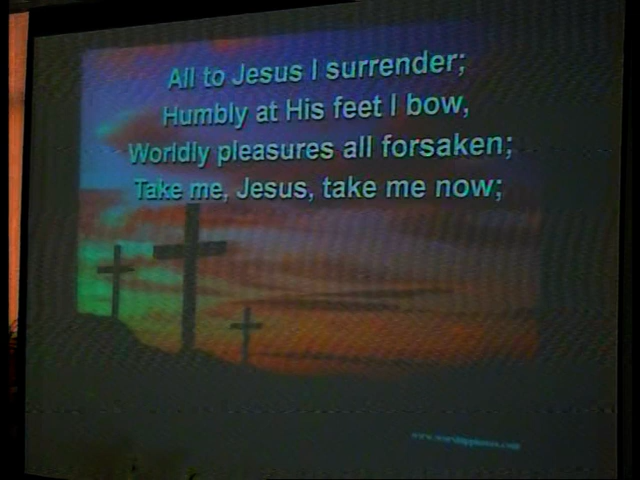 All to Jesus I surrender;
Humbly at His feet I bow,
Worldly pleasures all forsaken;
Take me, Jesus, take me now;